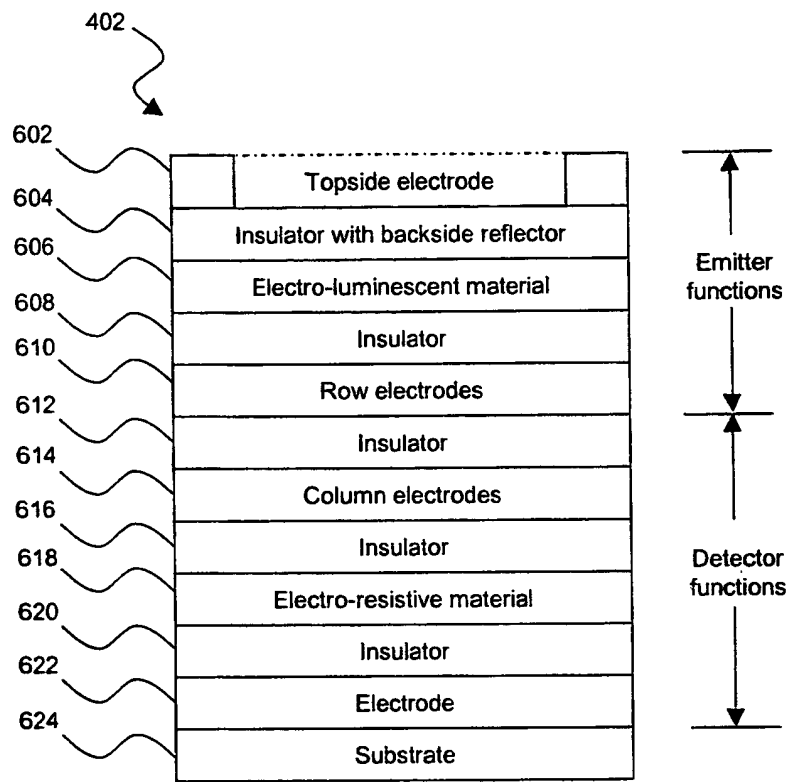 402
602
Topside electrode
604
Insulator with backside reflector
606
Electro-luminescent material
608
Insulator
610
Row electrodes
612
Insulator
614
Column electrodes
616
Insulator
618
Electro-resistive material
620
Insulator
622
Electrode
624
Substrate
Emitter
functions
Detector
functions